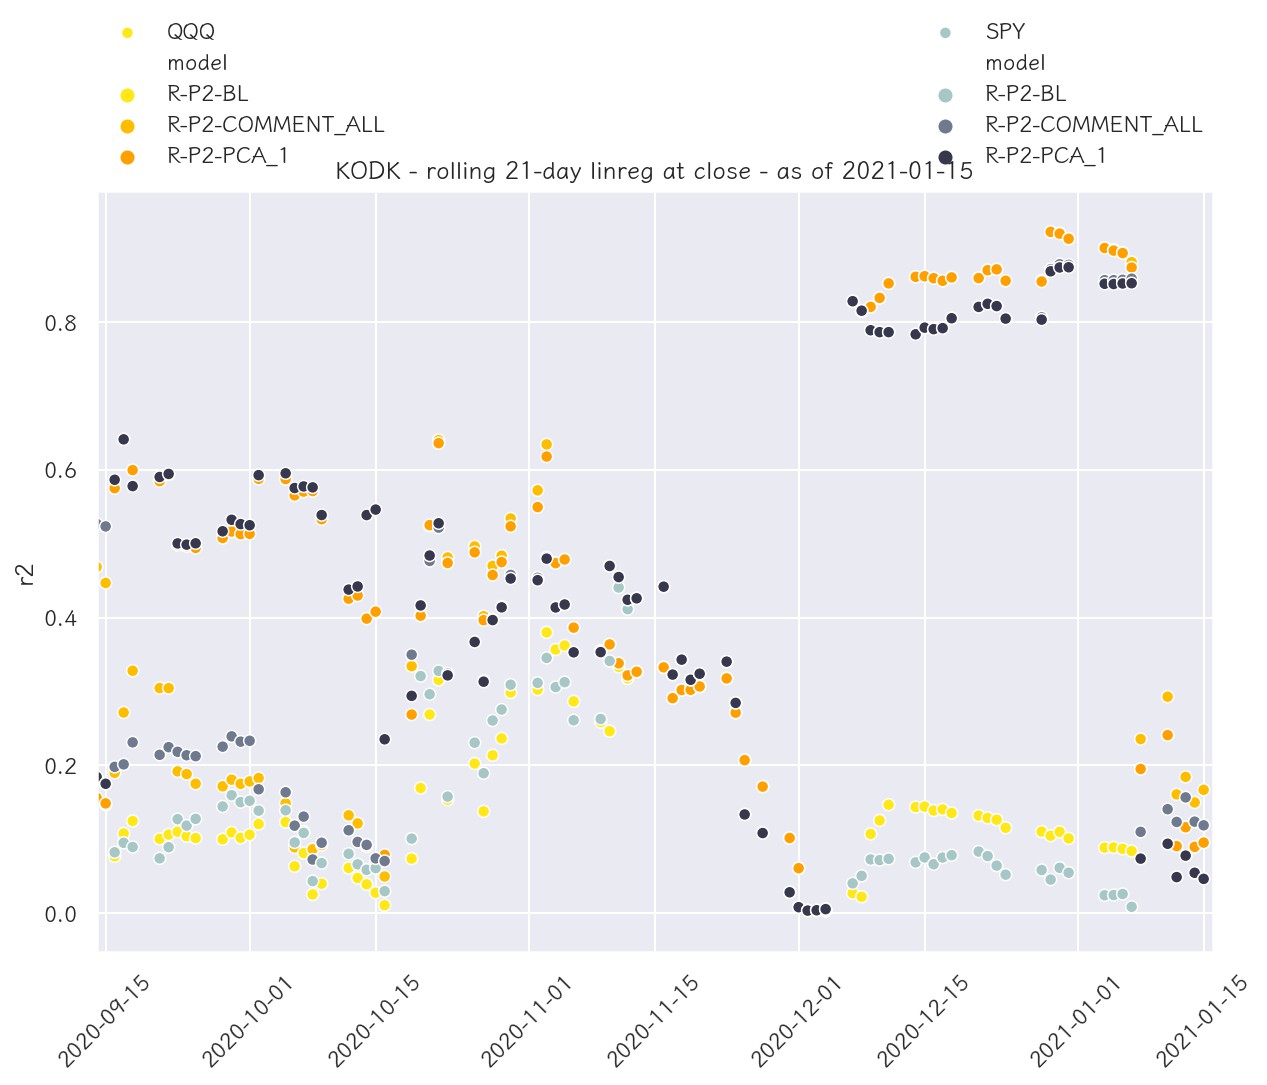 QQQ
model
R-P2-BL
R-P2-COMMENT_ALL
R-P2-PCA_1
SPY
model
R-P2-BL
R-P2-COMMENT_ALL
R-P2-PCA_1
KODK - rolling 21-day linreg at close - as of 2021-01-15
r2
0.8
0.6
0.4
0.2
0.0
2020-09-15
2020-10-01
2020-10-15
2020-11-01
2020-11-15
2020-12-01
2020-12-15
2021-01-01
2021-01-15